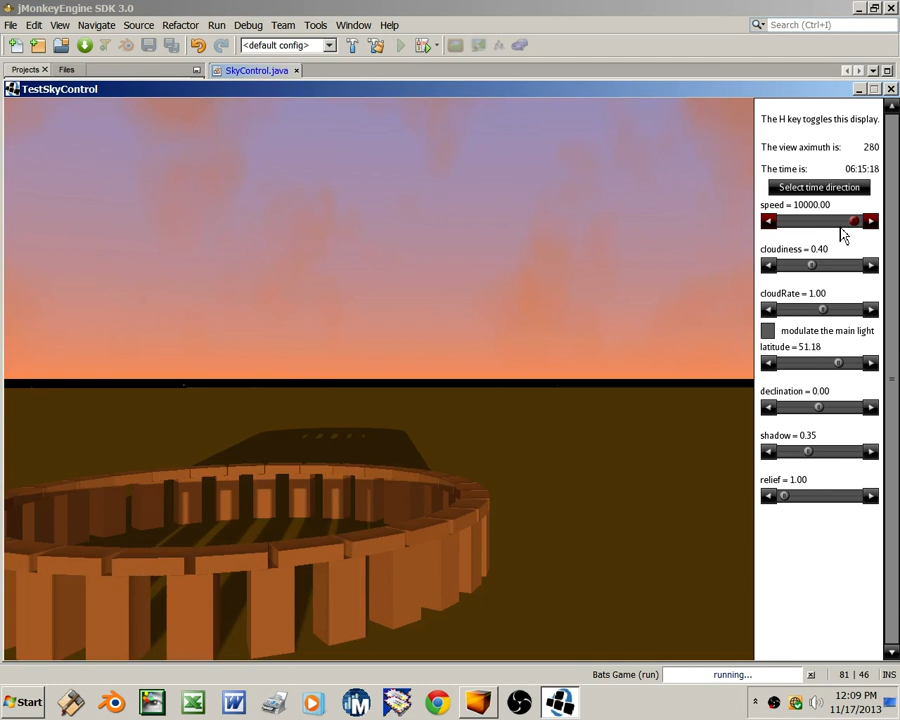 jMonkeyEngine SDK 3.0
File Edit View Navigate Source Refactor Run Debug Team Tools Window Help
<default config>
Search (Ctrl+I)
Projects Files SkyControl.java
TestSkyControl
The H key toggles this display.
The view azimuth is: 280
The time is: 06:15:18
Select time direction
speed = 10000.00
cloudiness = 0.40
cloudRate = 1.00
modulate the main light
latitude = 51.18
declination = 0.00
shadow = 0.35
relief = 1.00
Bats Game (run) running... 81 | 46 INS
Start
12:09 PM
11/17/2013